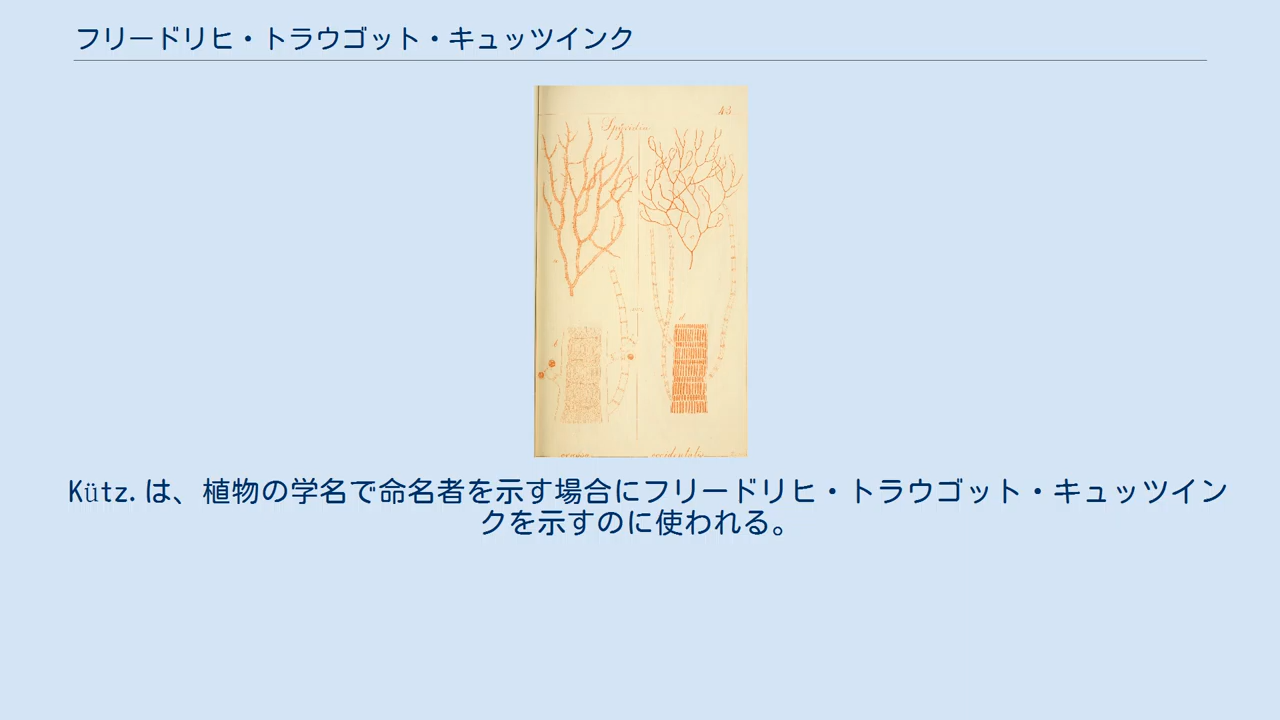 フリードリヒ・トラウゴット・キュッツインク
43
Spyridia
Kütz.は、植物の学名で命名者を示す場合にフリードリヒ・トラウゴット・キュッツイン
クを示すのに使われる。